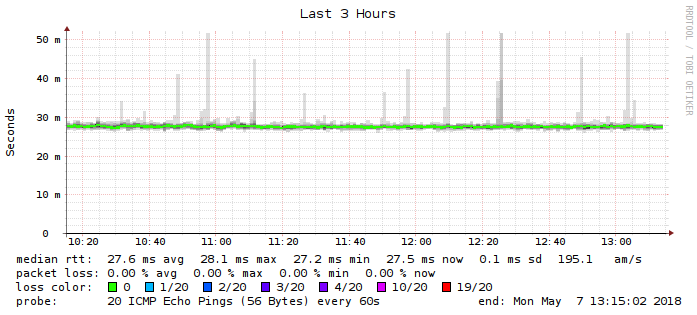 Last 3 Hours
RRDTOOL / TOBI OETIKER
Seconds
50 m
40 m
30 m
20 m
10 m
0
10:20 10:40 11:00 11:20 11:40 12:00 12:20 12:40 13:00
median rtt: 27.6 ms avg 28.1 ms max 27.2 ms min 27.5 ms now 0.1 ms sd 195.1 am/s
packet loss: 0.00 % avg 0.00 % max 0.00 % min 0.00 % now
loss color: 0 1/20 2/20 3/20 4/20 10/20 19/20
probe: 20 ICMP Echo Pings (56 Bytes) every 60s end: Mon May 7 13:15:02 2018